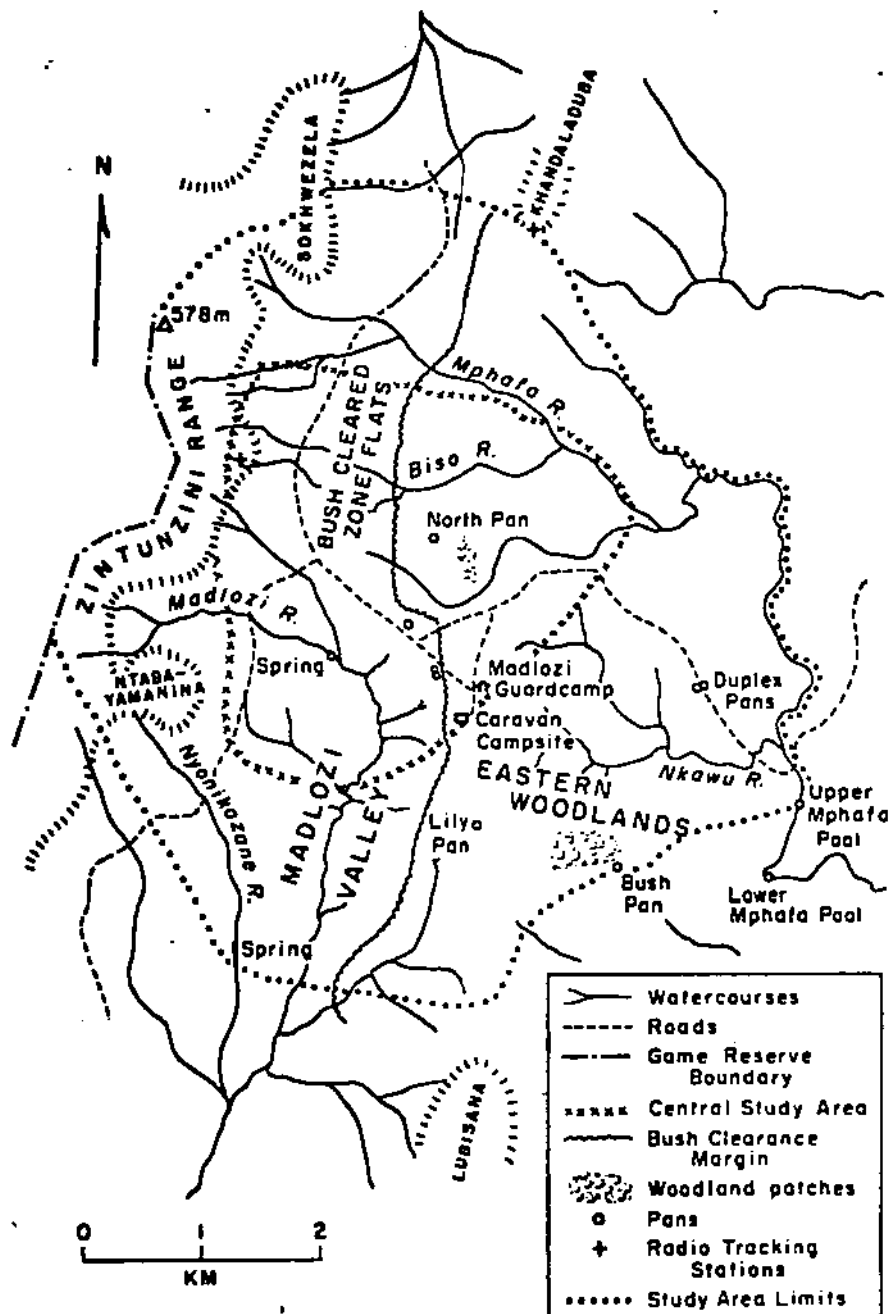 N
SOKHWEZELA
KHANDALADUBA
578m
ZINTUNZINI RANGE
BUSH CLEARED
ZONE FLATS
Mphafa R.
Biso R.
North Pan
Madlozi R.
Spring
NTABA-
YAMANINA
Madlozi
Guardcamp
Caravan
Campsite
Duplex
Pans
EASTERN
WOODLANDS
Nkawu R.
Nyonikazane R.
MADLOZI
VALLEY
Lilyo
Pan
Upper
Mphafa
Pool
Bush
Pan
Lower
Mphafa Pool
Spring
LUBISANA
0 1 2
KM
Watercourses
Roads
Game Reserve
Boundary
Central Study Area
Bush Clearance
Margin
Woodland patches
Pans
Radio Tracking
Stations
Study Area Limits